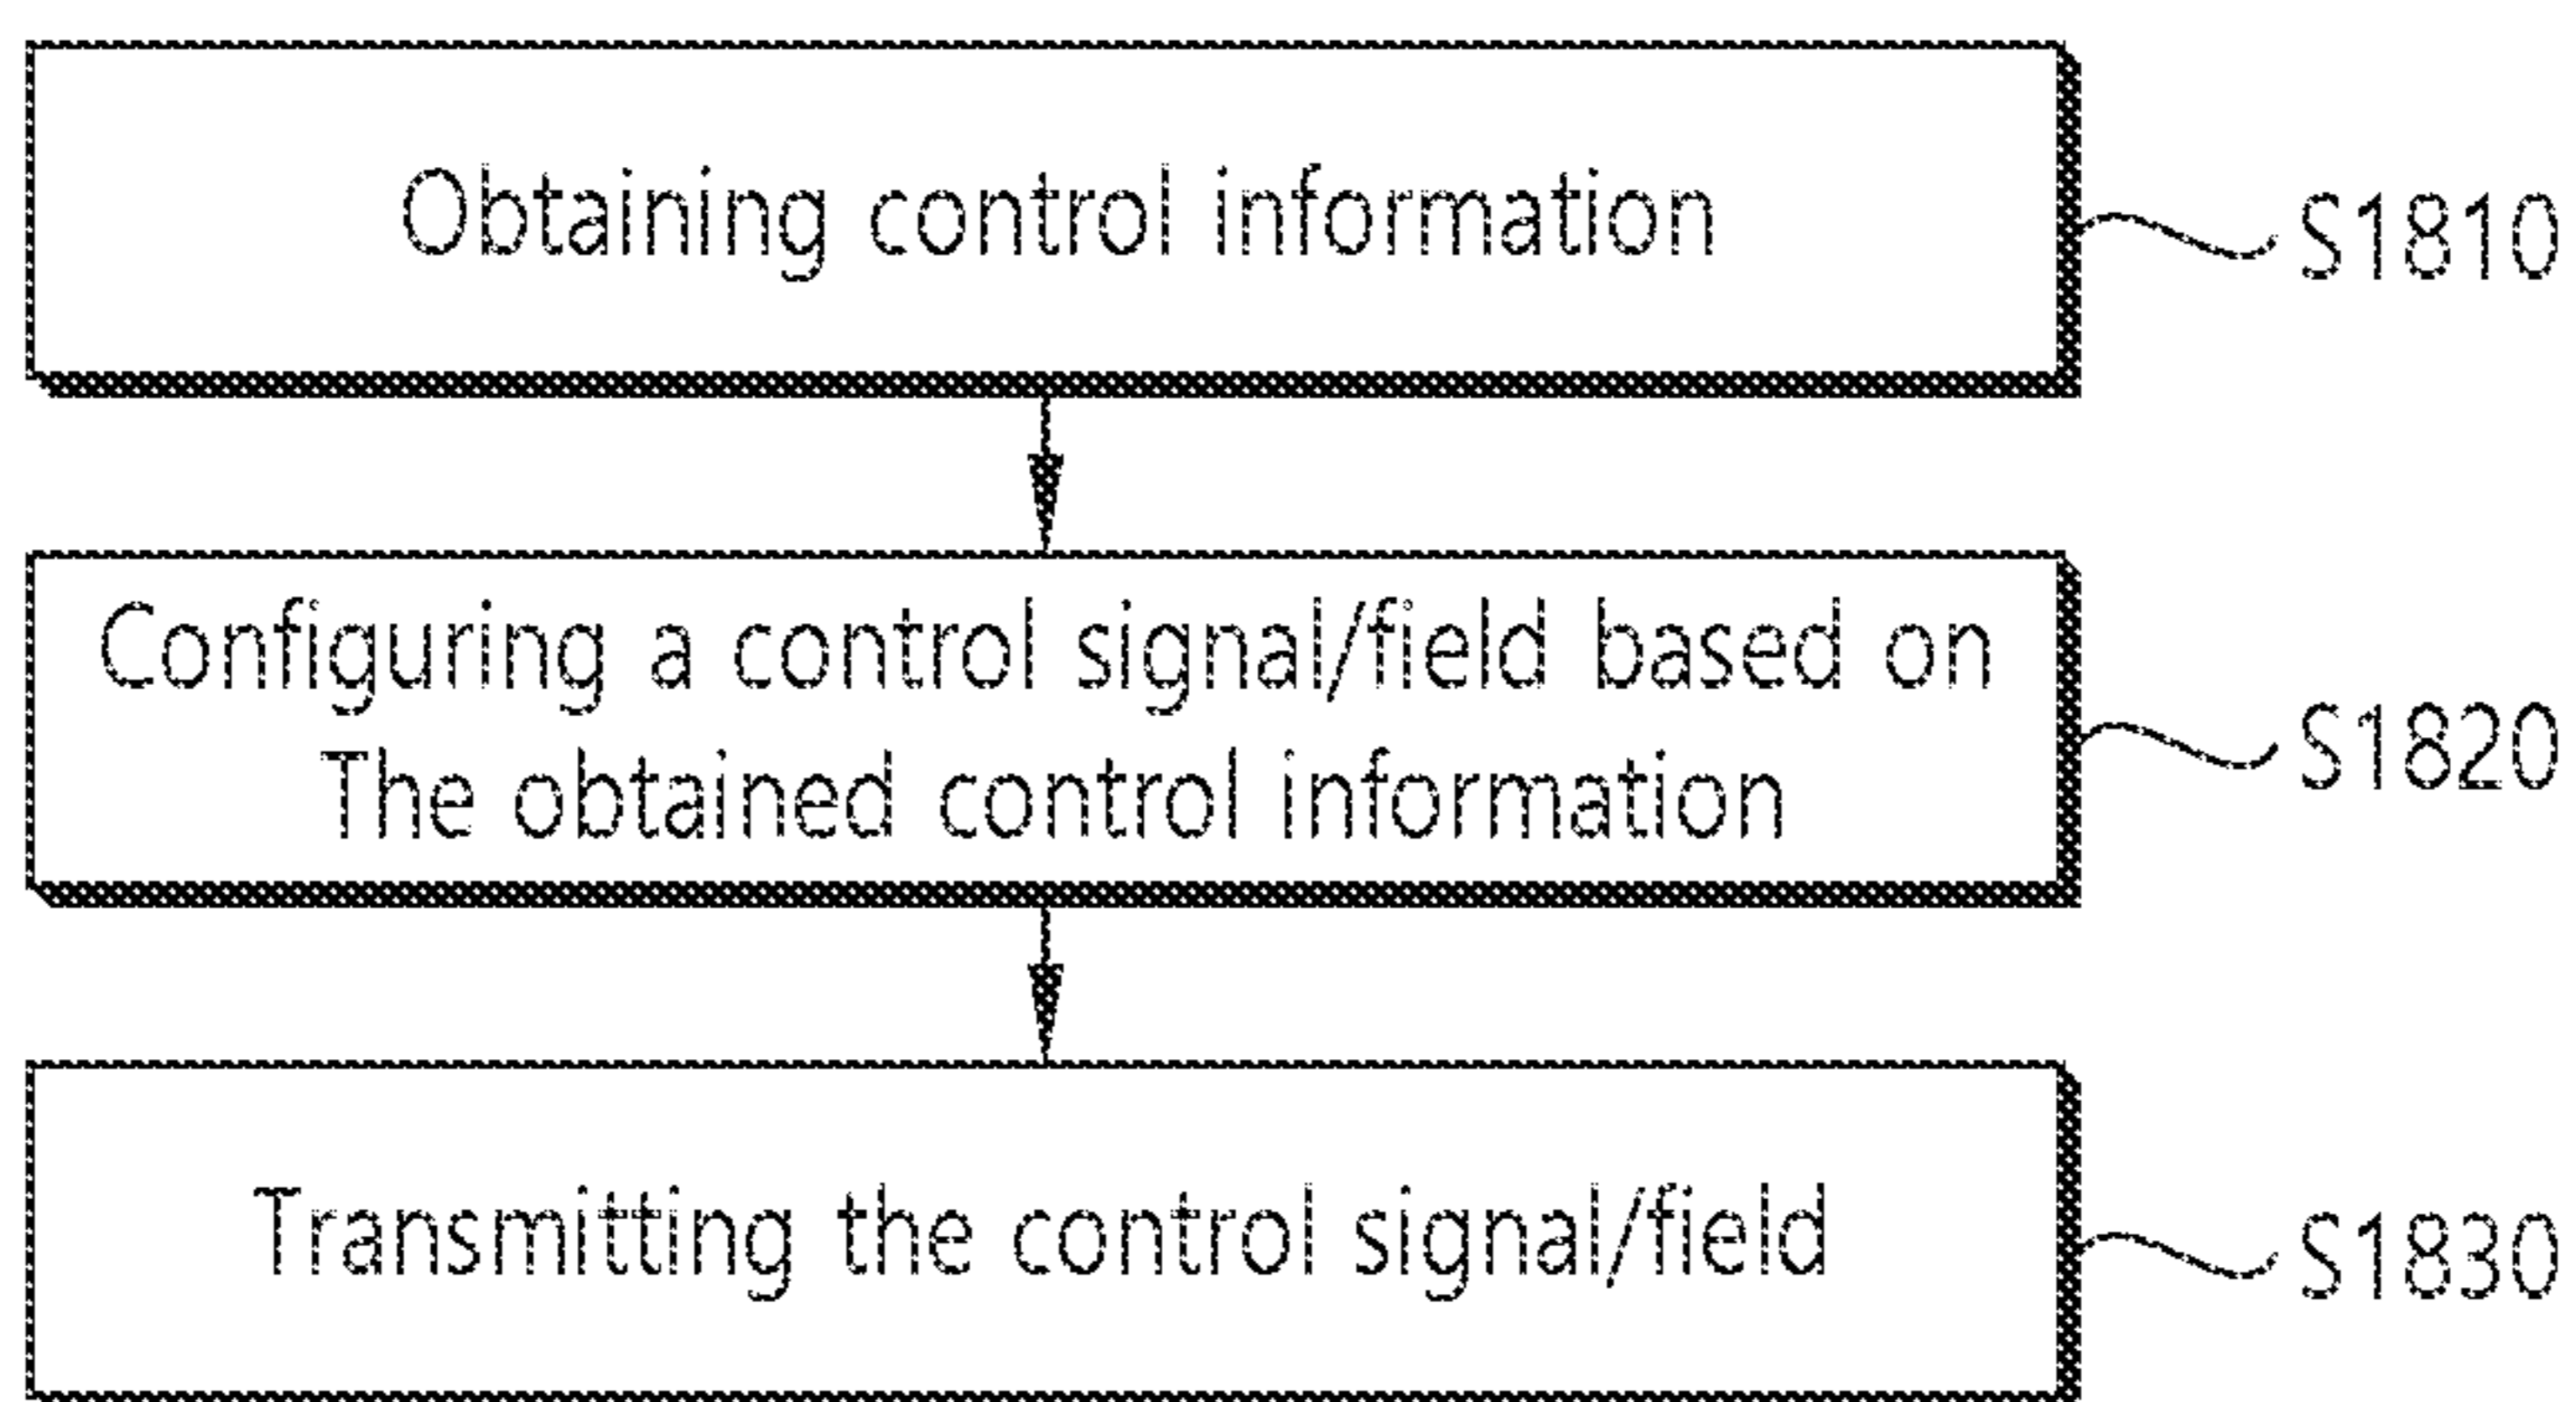 Obtaining control information
S1810
Configuring a control signal/field based on
The obtained control information
S1820
Transmitting the control signal/field
S1830